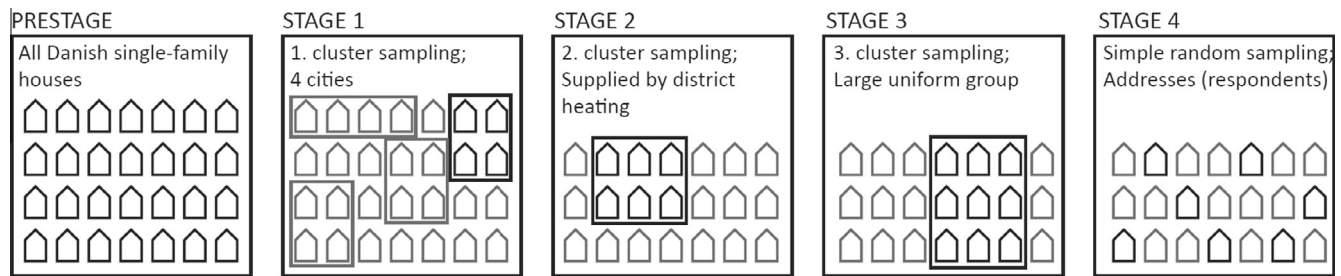 PRESTAGE
All Danish single-family
houses
STAGE 1
1. cluster sampling;
4 cities
STAGE 2
2. cluster sampling;
Supplied by district
heating
STAGE 3
3. cluster sampling;
Large uniform group
STAGE 4
Simple random sampling;
Addresses (respondents)